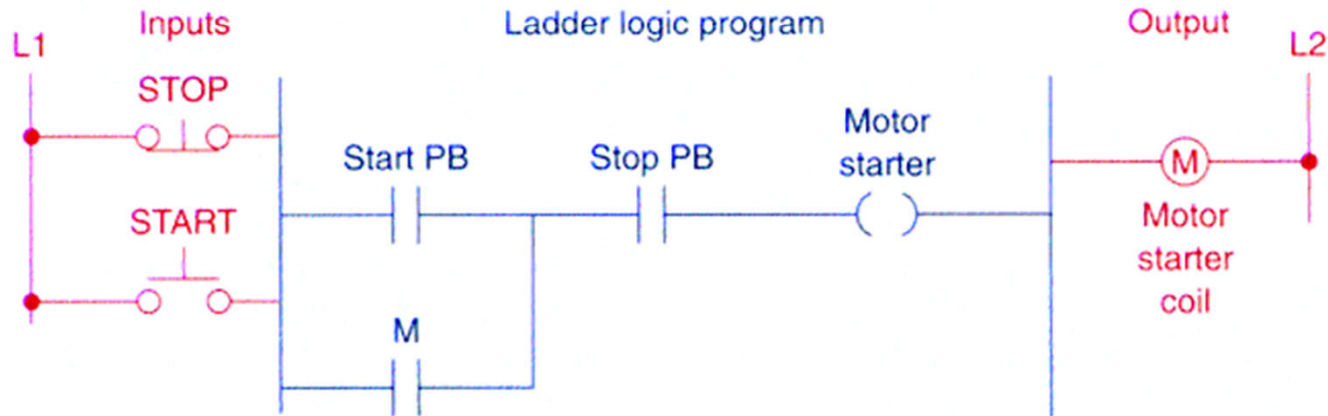 Inputs
Ladder logic program
Output
L1
L2
STOP
Start PB
Stop PB
Motor
starter
M
START
Motor
starter
coil
M